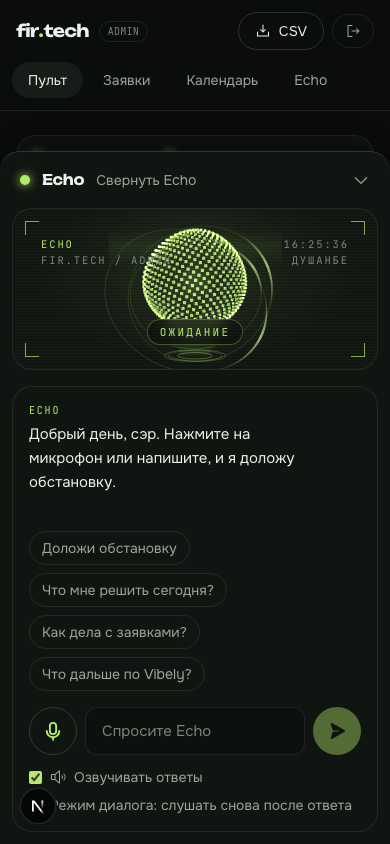 fir.tech ADMIN CSV
Пульт Заявки Календарь Echo
Echo Свернуть Echo
ECHO 16:25:36
FIR.TECH / ADMIN ДУШАНБЕ
ОЖИДАНИЕ
ECHO
Добрый день, сэр. Нажмите на
микрофон или напишите, и я доложу
обстановку.
Доложи обстановку
Что мне решить сегодня?
Как дела с заявками?
Что дальше по Vibely?
Спросите Echo
Озвучивать ответы
N Режим диалога: слушать снова после ответа